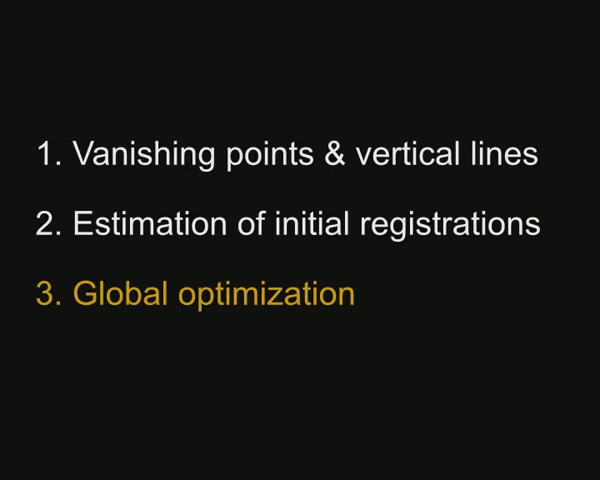 1. Vanishing points & vertical lines
2. Estimation of initial registrations
3. Global optimization